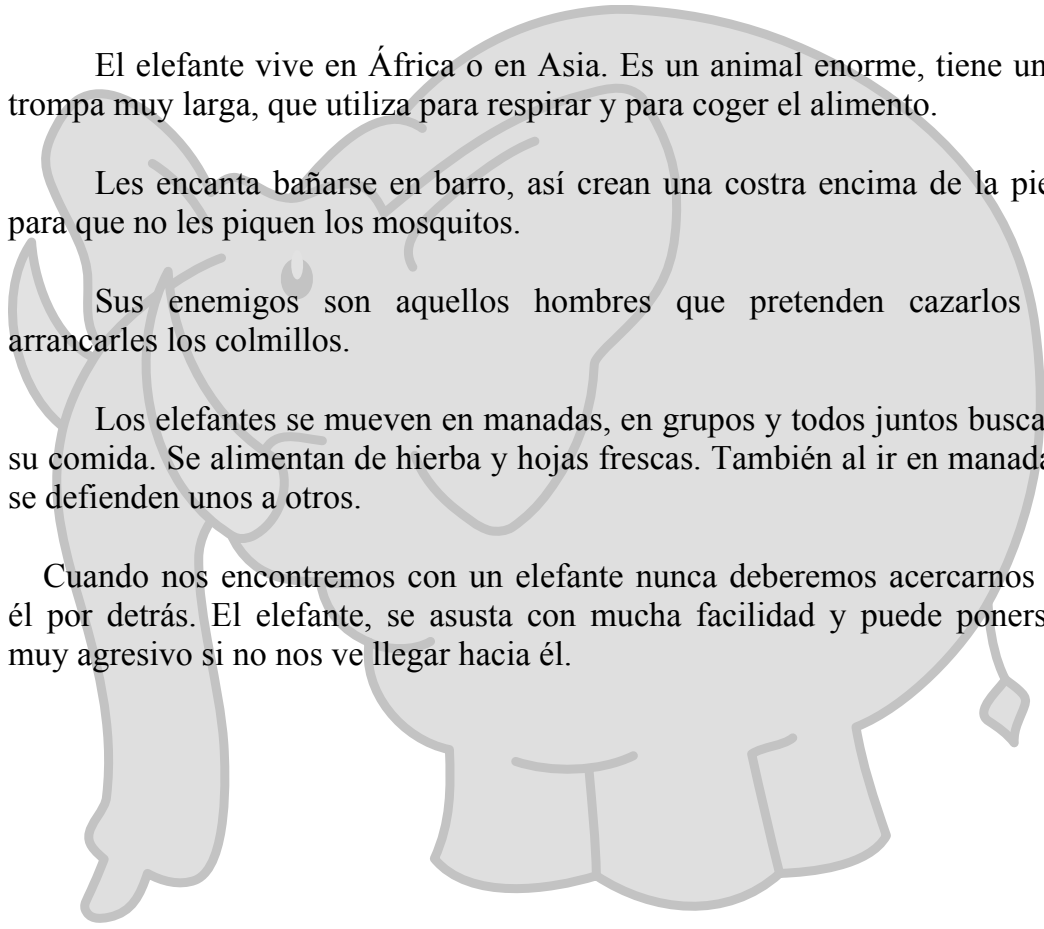 El elefante vive en África o en Asia. Es un animal enorme, tiene un
trompa muy larga, que utiliza para respirar y para coger el alimento.
Les encanta bañarse en barro, así crean una costra encima de la pie
para que no les piquen los mosquitos.
Sus enemigos son aquellos hombres que pretenden cazarlos
arrancarles los colmillos.
Los elefantes se mueven en manadas, en grupos y todos juntos busca
su comida. Se alimentan de hierba y hojas frescas. También al ir en manada
se defienden unos a otros.
Cuando nos encontremos con un elefante nunca deberemos acercarnos
él por detrás. El elefante, se asusta con mucha facilidad y puede poners
muy agresivo si no nos ve llegar hacia él.